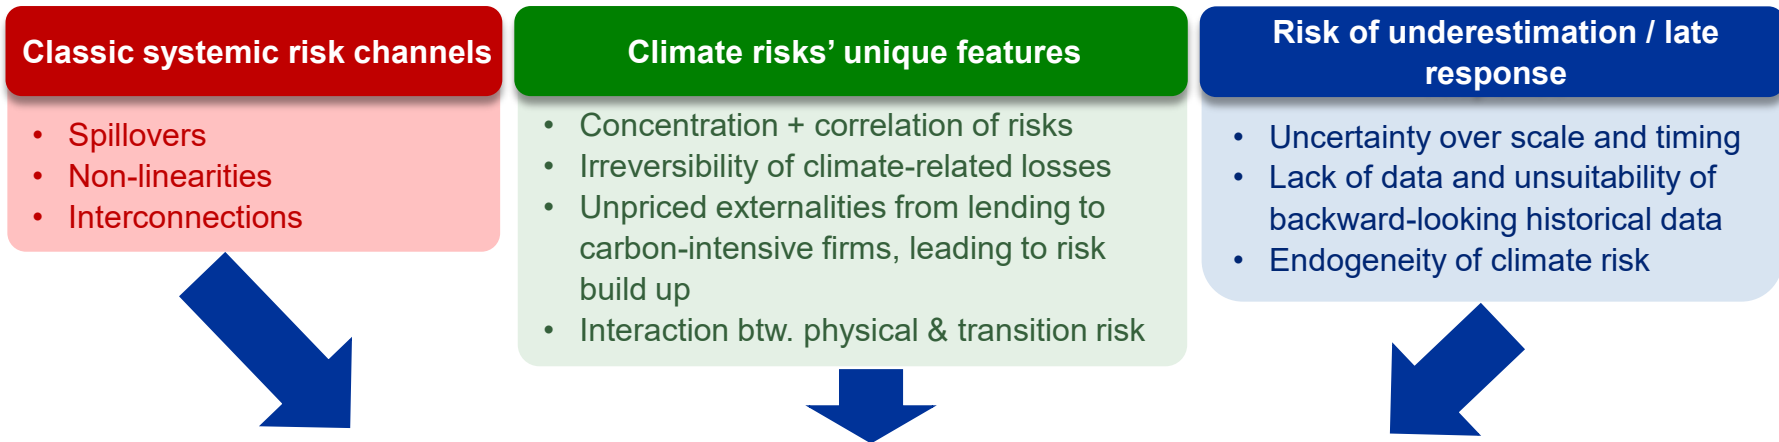 Classic systemic risk channels
• Spillovers
• Non-linearities
• Interconnections
Climate risks’ unique features
• Concentration + correlation of risks
• Irreversibility of climate-related losses
• Unpriced externalities from lending to
carbon-intensive firms, leading to risk
build up
• Interaction btw. physical & transition risk
Risk of underestimation / late
response
• Uncertainty over scale and timing
• Lack of data and unsuitability of
backward-looking historical data
• Endogeneity of climate risk